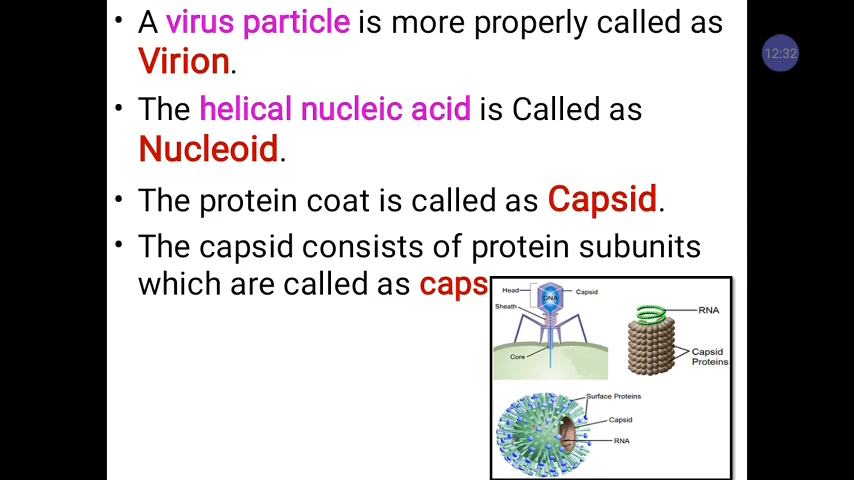 • A virus particle is more properly called as
Virion.
• The helical nucleic acid is Called as
Nucleoid.
• The protein coat is called as Capsid.
• The capsid consists of protein subunits
which are called as caps
12:32
Head
DNA
Capsid
Sheath
Core
RNA
Capsid
Proteins
Surface Proteins
Capsid
RNA